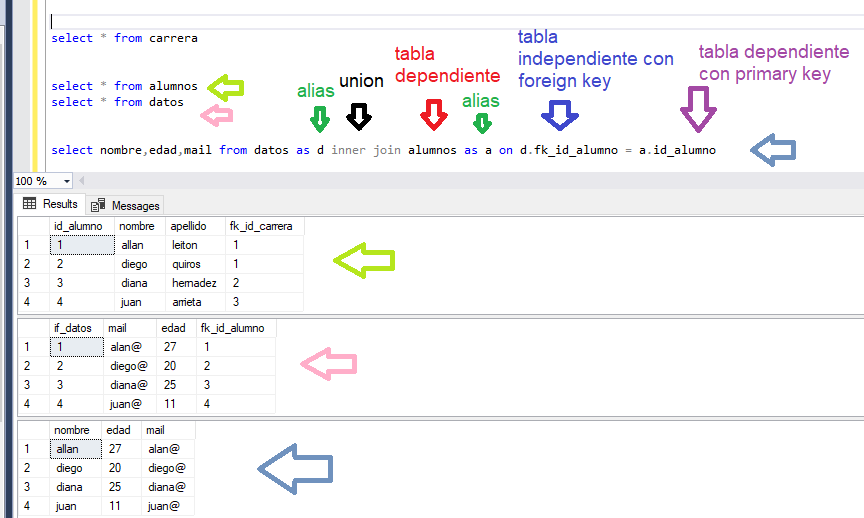 select * from carrera
select * from alumnos
select * from datos
alias
union
tabla
dependiente
alias
tabla
independiente con
foreign key
tabla dependiente
con primary key
select nombre,edad,mail from datos as d inner join alumnos as a on d.fk_id_alumno = a.id_alumno
100 %
Results Messages
id_alumno nombre apellido fk_id_carrera
1 1 allan leiton 1
2 2 diego quiros 1
3 3 diana hernadez 2
4 4 juan arrieta 3
if_datos mail edad fk_id_alumno
1 1 alan@ 27 1
2 2 diego@ 20 2
3 3 diana@ 25 3
4 4 juan@ 11 4
nombre edad mail
1 allan 27 alan@
2 diego 20 diego@
3 diana 25 diana@
4 juan 11 juan@